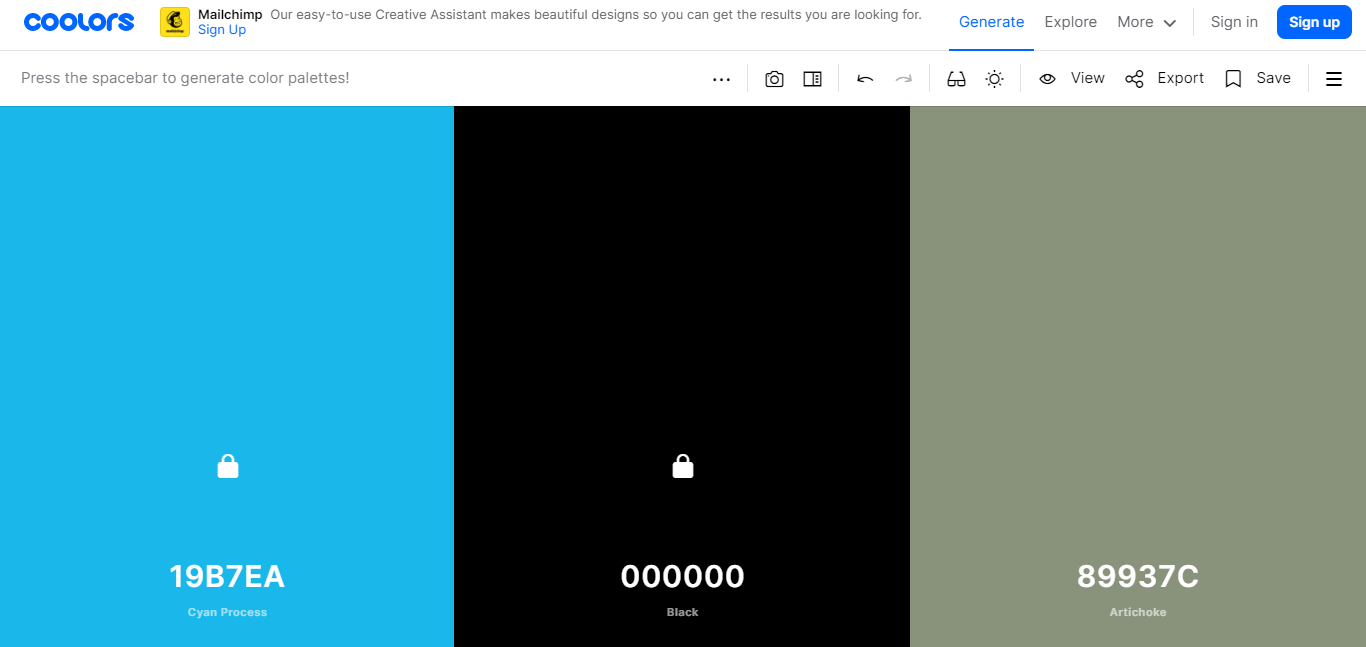 coolors
Mailchimp Our easy-to-use Creative Assistant makes beautiful designs so you can get the results you are looking for.
Sign Up
Generate Explore More Sign in Sign up
Press the spacebar to generate color palettes!
View Export Save
19B7EA
Cyan Process
000000
Black
89937C
Artichoke